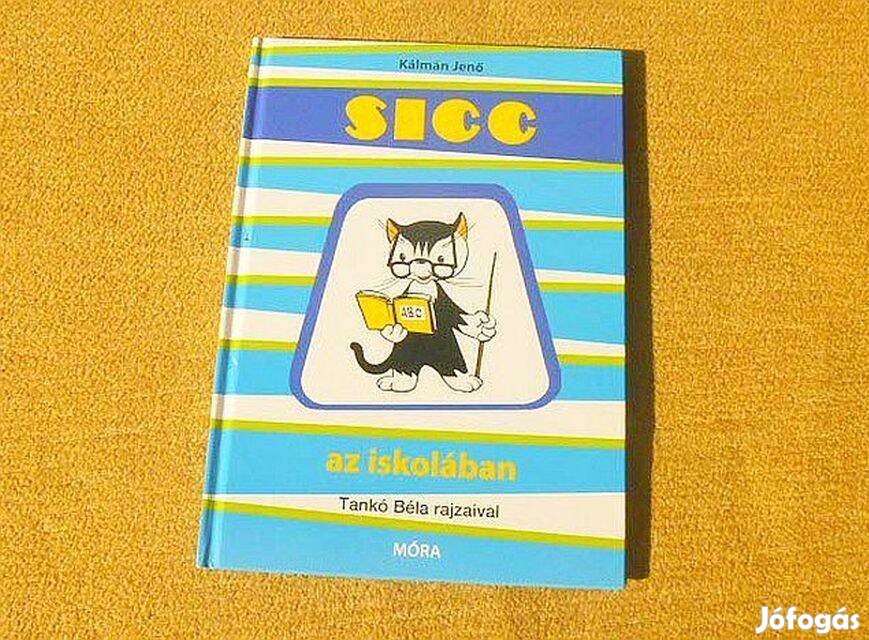 Kálmán Jenő
SICC
ABC
az iskolában
Tankó Béla rajzaival
MÓRA
Jófogás